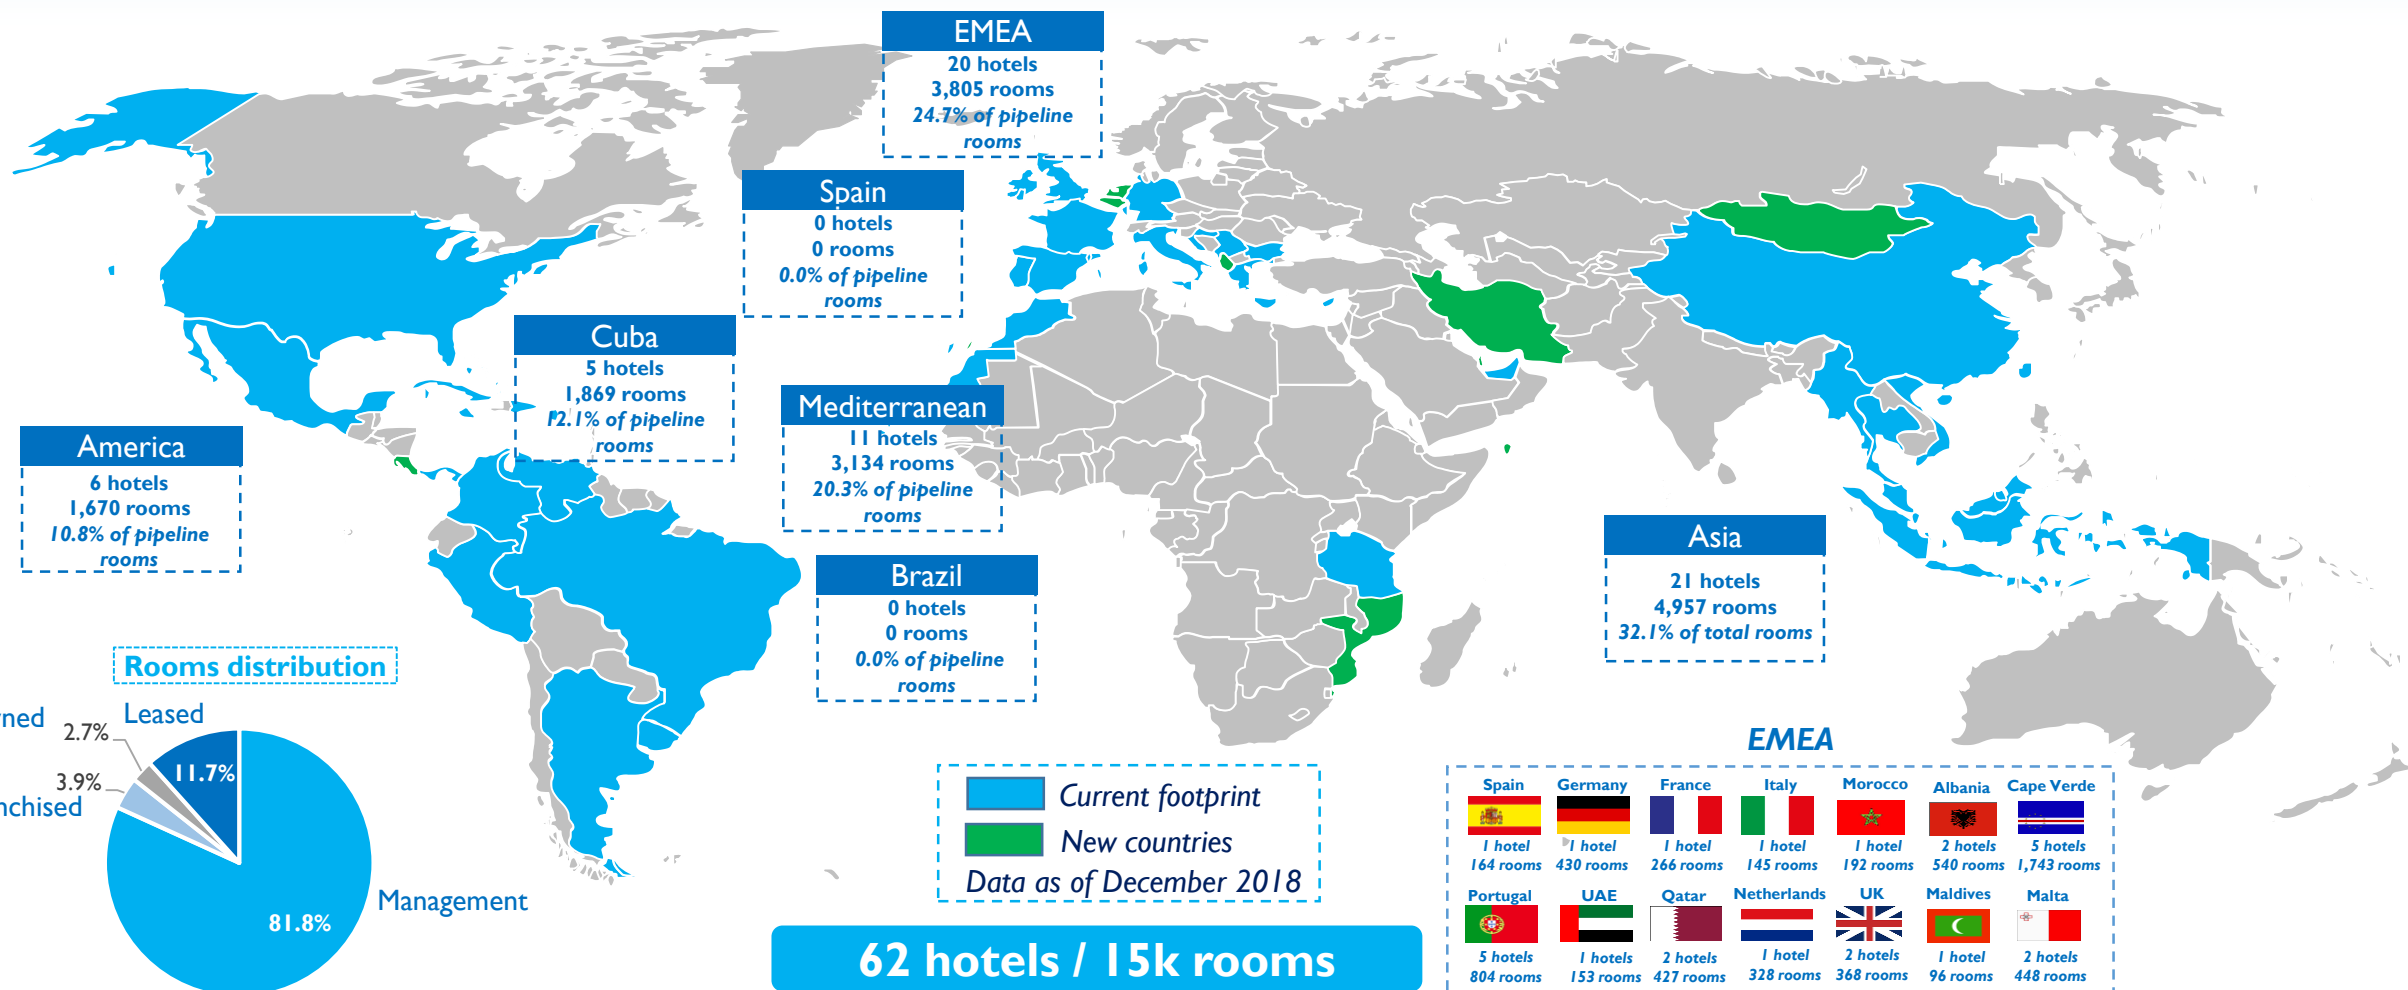 EMEA
20 hotels
3,805 rooms
24.7% of pipeline
rooms
Spain
0 hotels
0 rooms
0.0% of pipeline
rooms
Cuba
5 hotels
1,869 rooms
12.1% of pipeline
rooms
Mediterranean
11 hotels
3,134 rooms
20.3% of pipeline
rooms
America
6 hotels
1,670 rooms
10.8% of pipeline
rooms
Brazil
0 hotels
0 rooms
0.0% of pipeline
rooms
Asia
21 hotels
4,957 rooms
32.1% of total rooms
Rooms distribution
ned
2.7%
Leased
11.7%
3.9%
nchised
Management
81.8%
Current footprint
New countries
Data as of December 2018
62 hotels / 15k rooms
EMEA
Spain Germany France Italy Morocco Albania Cape Verde
1 hotel 1 hotel 1 hotel 1 hotel 1 hotel 2 hotels 5 hotels
164 rooms 430 rooms 266 rooms 145 rooms 192 rooms 540 rooms 1,743 rooms
Portugal UAE Qatar Netherlands UK Maldives Malta
5 hotels 1 hotels 2 hotels 1 hotel 2 hotels 1 hotel 2 hotels
804 rooms 153 rooms 427 rooms 328 rooms 368 rooms 96 rooms 448 rooms